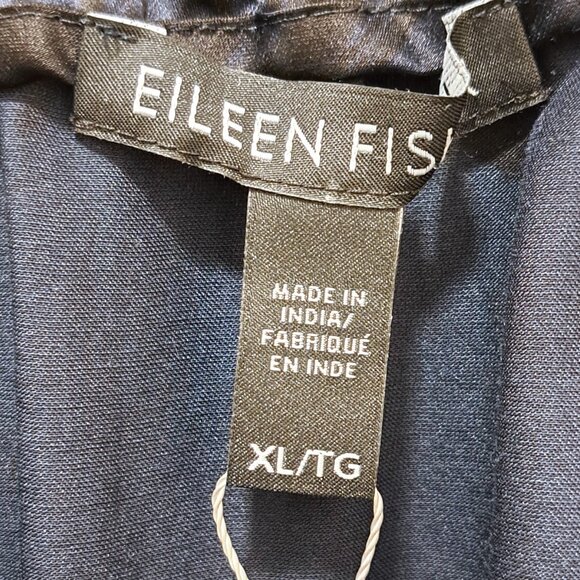 EILEEN FIS
MADE IN
INDIA/
FABRIQUÉ
EN INDE
XL/TG